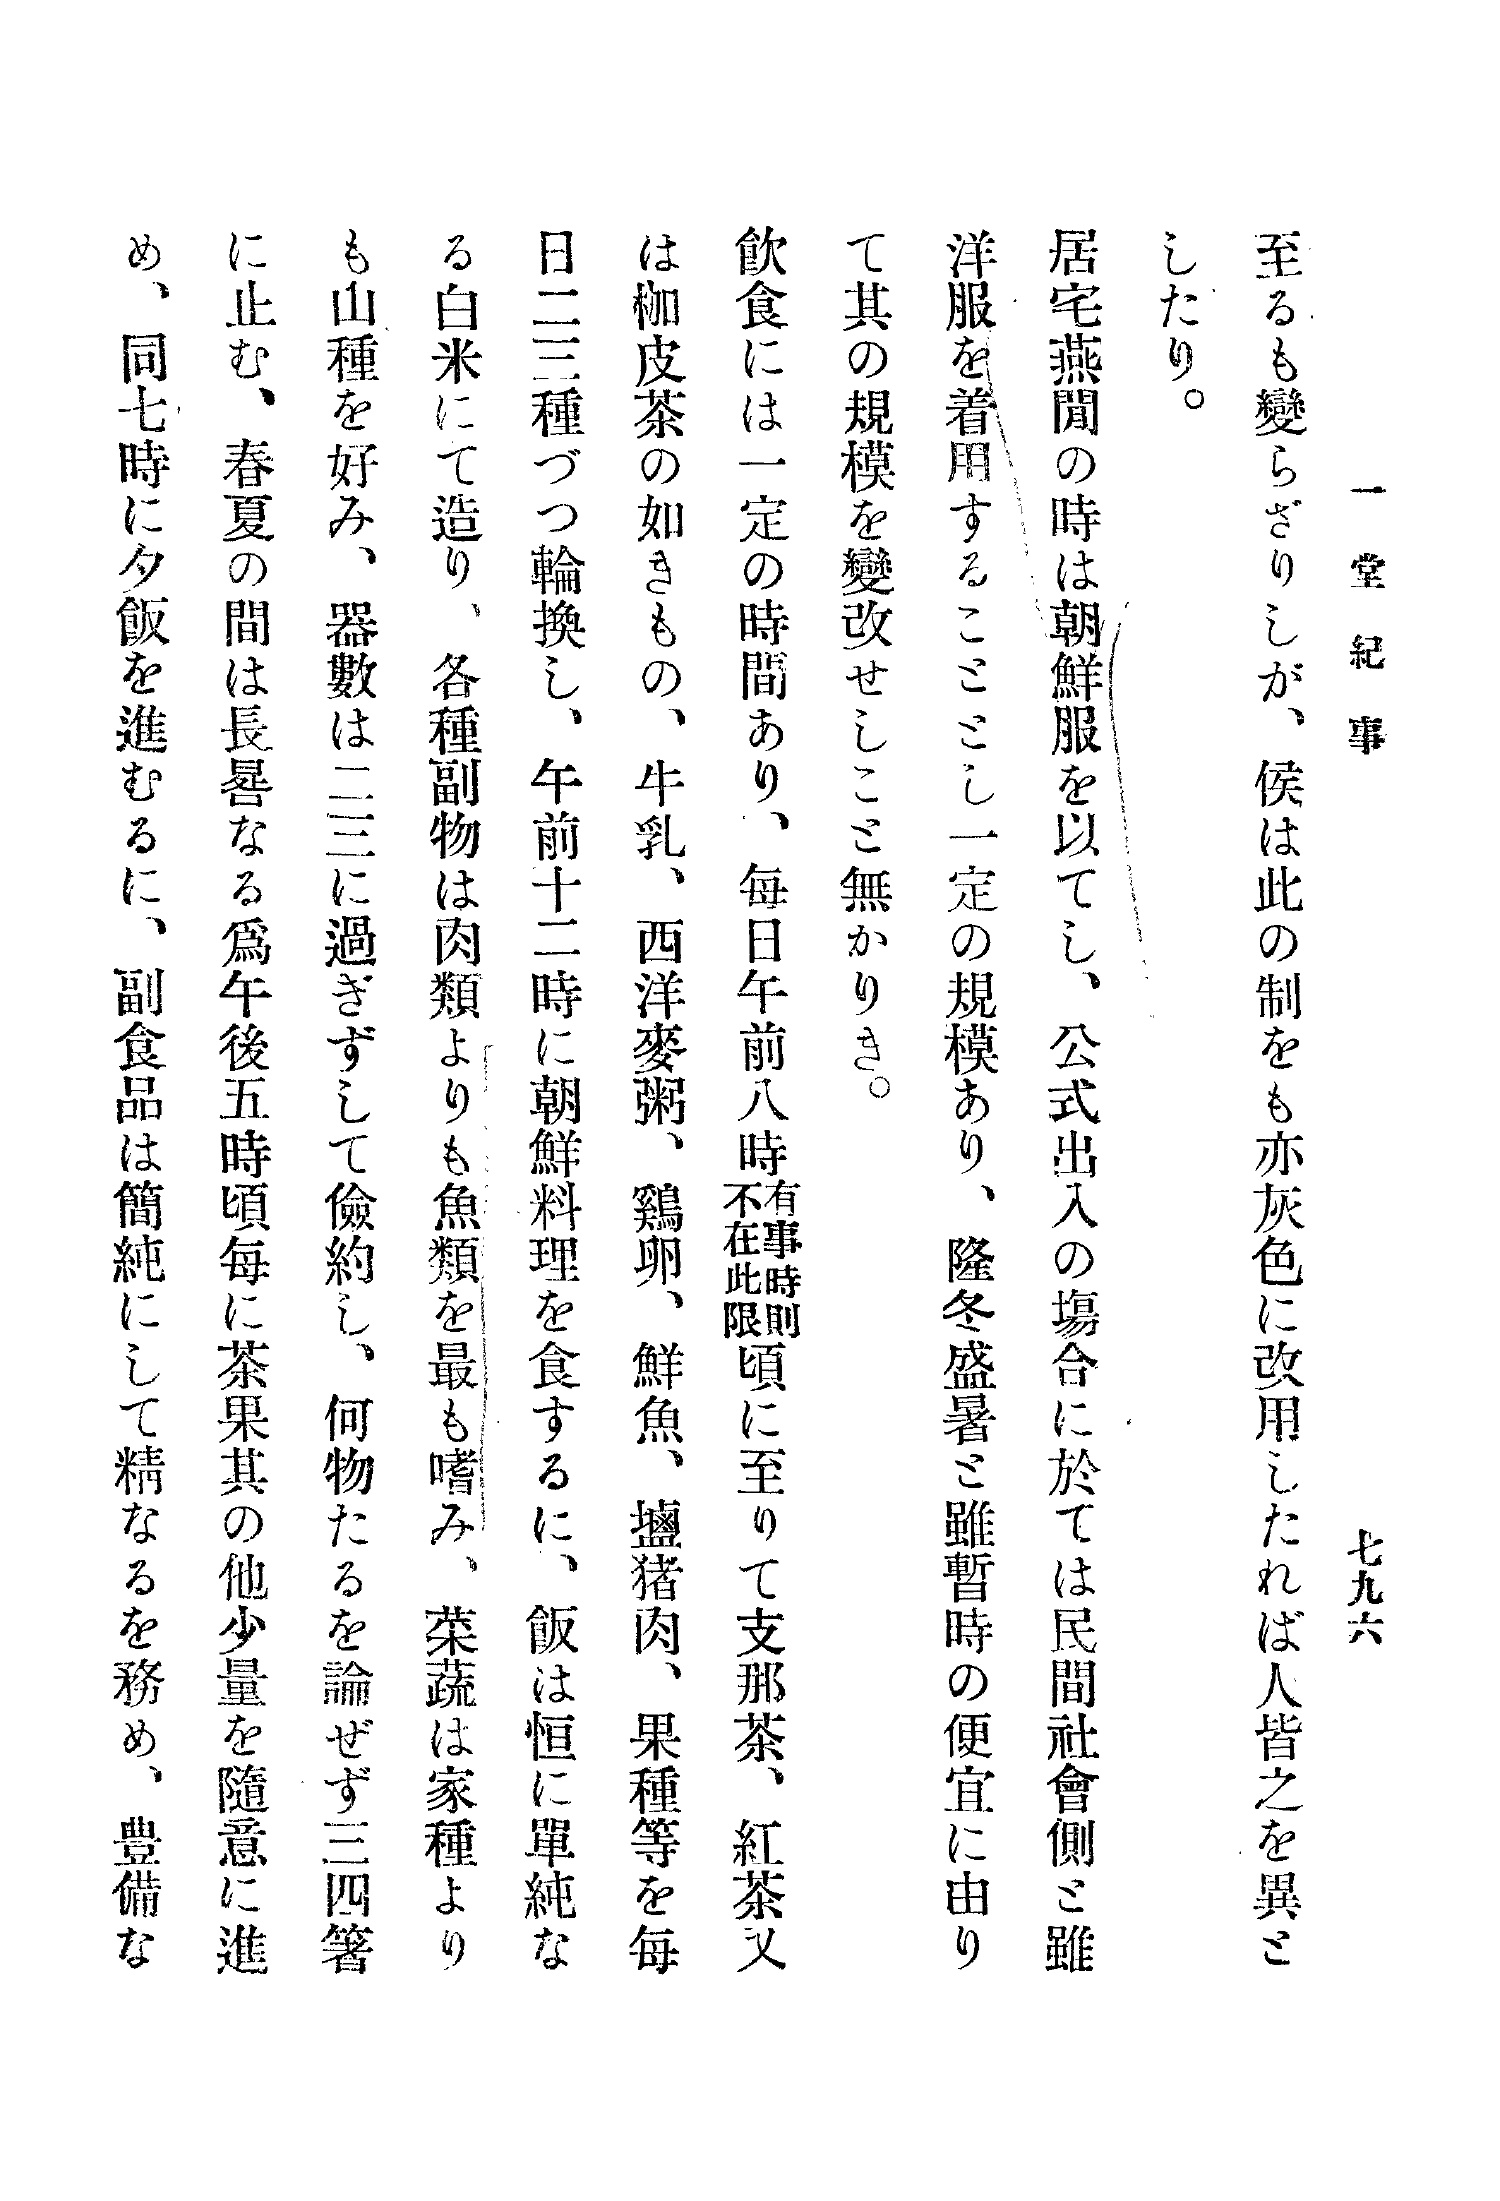 一堂紀事
七九六
至るも變らざりしが、侯は此の制をも亦灰色に改用したれば人皆之を異と
したり。
居宅燕閒の時は朝鮮服を以てし、公式出入の塲合に於ては民間社會側と雖
洋服を着用することとし一定の規模あり、隆冬盛暑と雖暫時の便宜に由り
て其の規模を變改せしこと無かりき。
飮食には一定の時間あり、每日午前八時有事時則不在此限頃に至りて支那茶、紅茶又
は枷皮茶の如きもの、牛乳、西洋麥粥、鷄卵、鮮魚、鹽猪肉、果種等を每
日二三種づつ輪換し、午前十二時に朝鮮料理を食するに、飯は恒に單純な
る白米にて造り、各種副物は肉類よりも魚類を最も嗜み、菜蔬は家種より
も山種を好み、器數は二三に過ぎずして儉約し、何物たるを論ぜず三四箸
に止む、春夏の間は長晷なる爲午後五時頃每に茶果其の他少量を隨意に進
め、同七時に夕飯を進むるに、副食品は簡純にして精なるを務め、豊備な